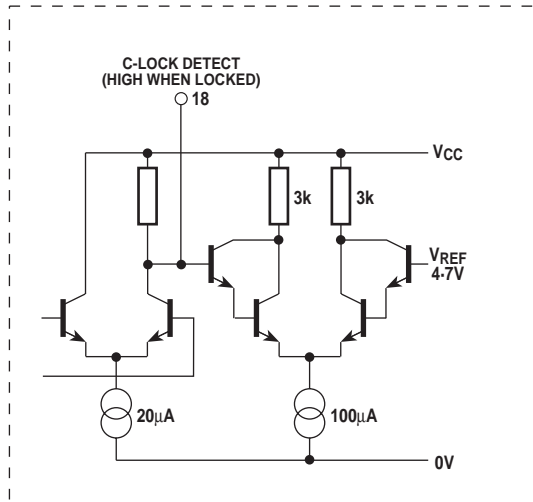 C-LOCK DETECT
(HIGH WHEN LOCKED)
18
VCC
3k
3k
VREF
4·7V
20µA
100µA
0V